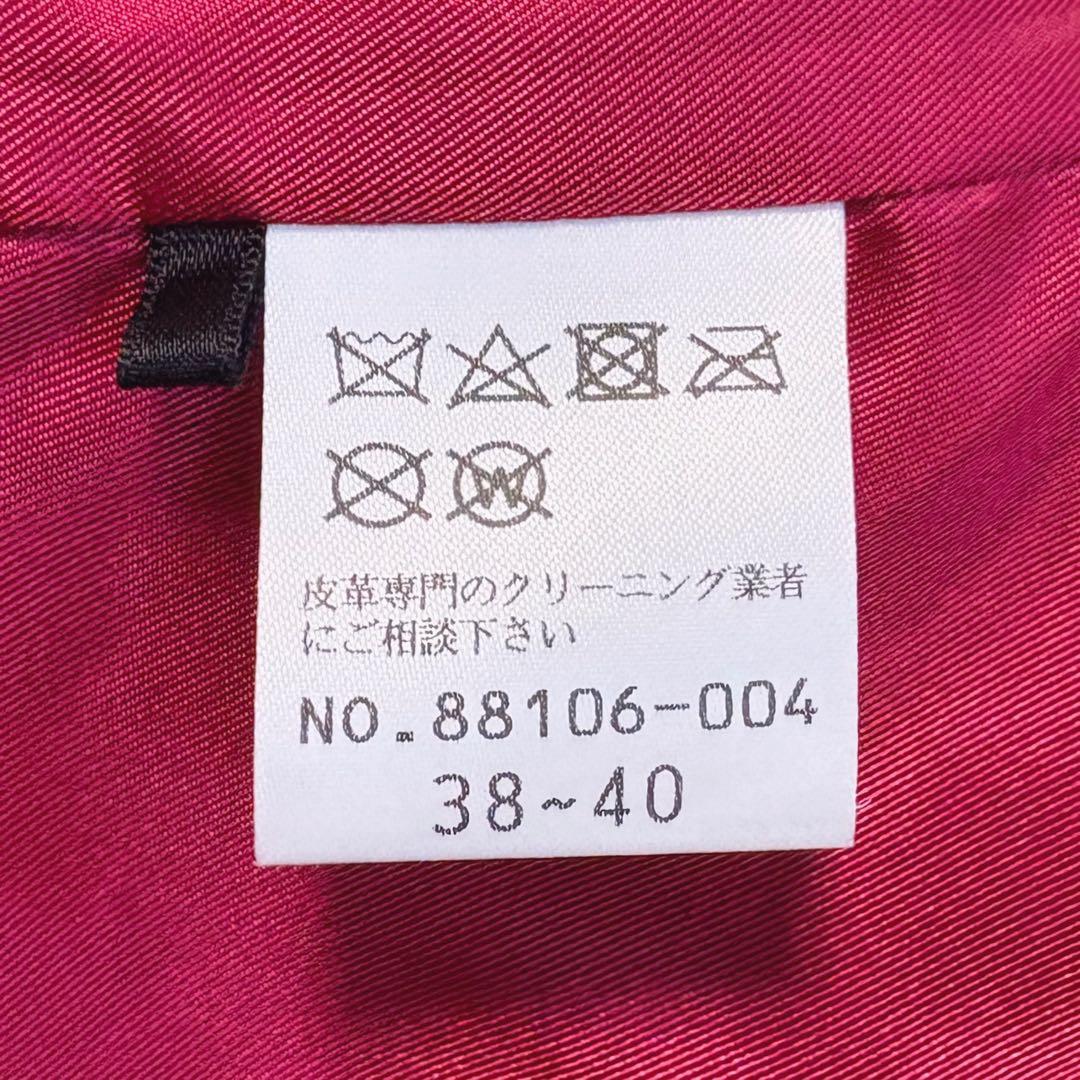 W
皮革専門のクリーニング業者
にご相談下さい
NO.88106-004
38~40